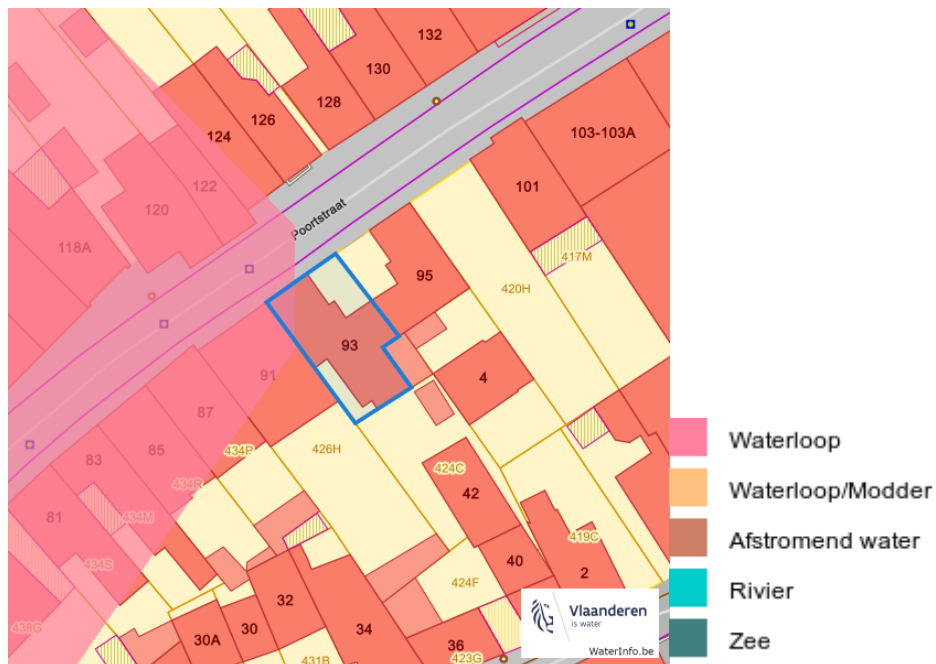 132
130
128
126
124
122
120
118A
103-103A
101
Poortstraat
417M
95
420H
93
4
91
87
85
83
81
434P
434R
434M
434S
438G
426H
424C
42
419C
40
2
424F
32
30
30A
34
36
431B
423G
Vlaanderen
is water
WaterInfo.be
Waterloop
Waterloop/Modder
Afstromend water
Rivier
Zee